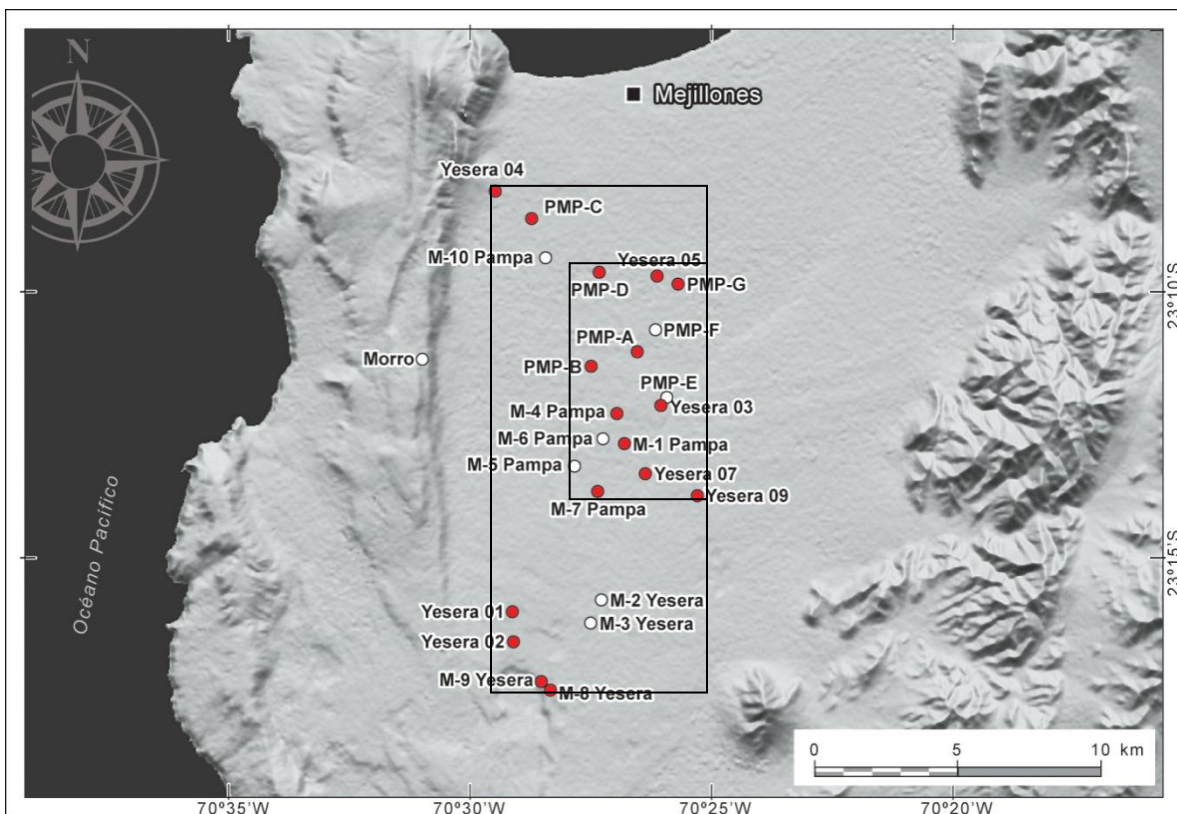 N
Mejillones
Yesera 04
PMP-C
M-10 Pampa
Yesera 05
PMP-D
PMP-G
23°10'S
PMP-F
PMP-A
Morro
PMP-B
PMP-E
Yesera 03
M-4 Pampa
M-6 Pampa
M-1 Pampa
M-5 Pampa
Yesera 07
Yesera 09
M-7 Pampa
Océano Pacífico
23°15'S
M-2 Yesera
Yesera 01
M-3 Yesera
Yesera 02
M-9 Yesera
M-8 Yesera
0 5 10 km
70°35'W 70°30'W 70°25'W 70°20'W